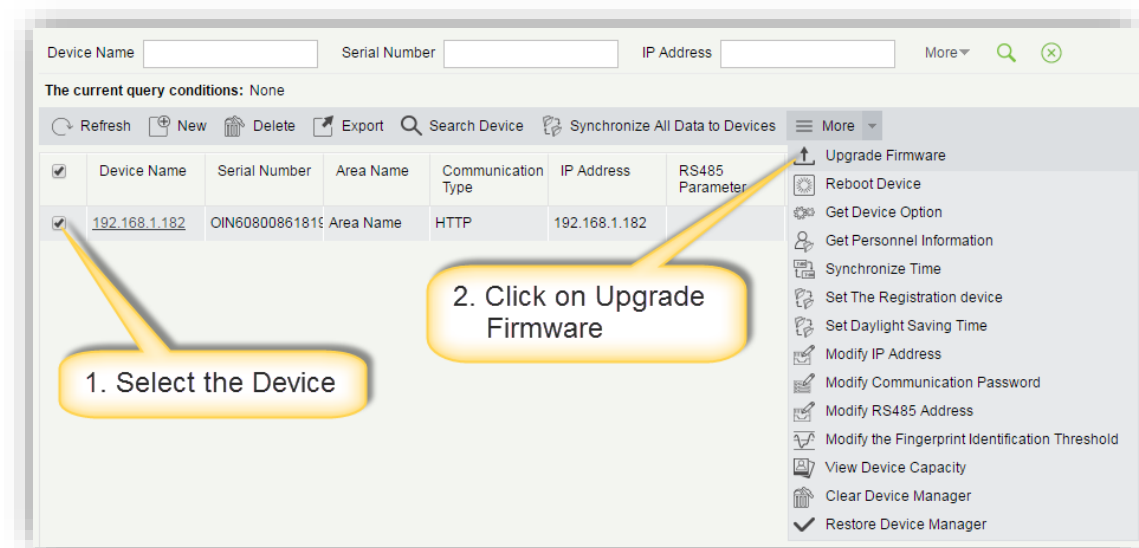 Device Name Serial Number IP Address More
The current query conditions: None
Refresh New Delete Export Search Device Synchronize All Data to Devices More
Device Name Serial Number Area Name Communication Type IP Address RS485 Parameter
192.168.1.182 OIN60800861819 Area Name HTTP 192.168.1.182
Upgrade Firmware
Reboot Device
Get Device Option
Get Personnel Information
Synchronize Time
Set The Registration device
Set Daylight Saving Time
Modify IP Address
Modify Communication Password
Modify RS485 Address
Modify the Fingerprint Identification Threshold
View Device Capacity
Clear Device Manager
Restore Device Manager
1. Select the Device
2. Click on Upgrade
Firmware